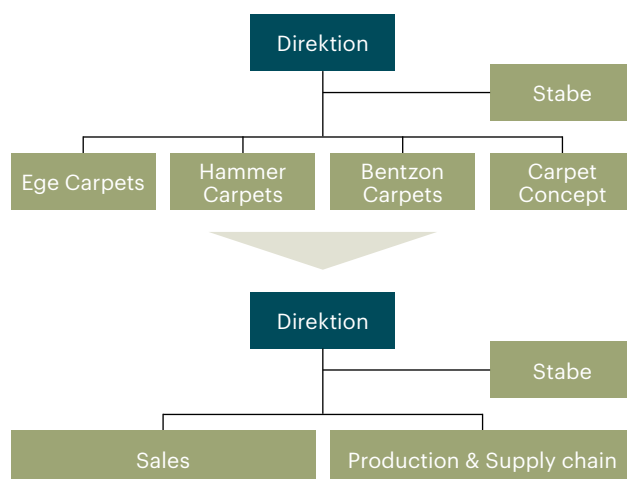 Direktion
Stabe
Ege Carpets
Hammer
Carpets
Bentzon
Carpets
Carpet
Concept
Direktion
Stabe
Sales
Production & Supply chain